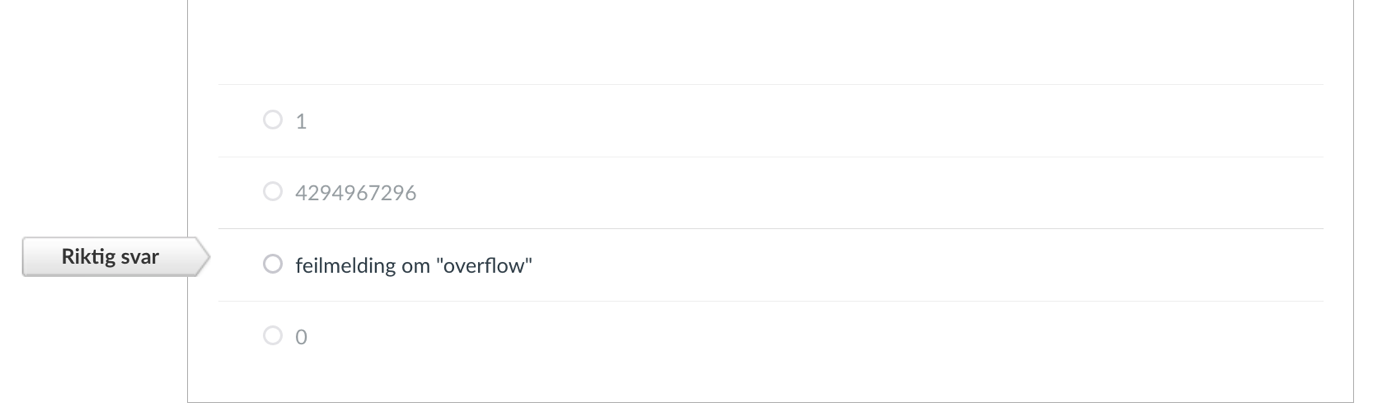 1
4294967296
Riktig svar
feilmelding om "overflow"
0